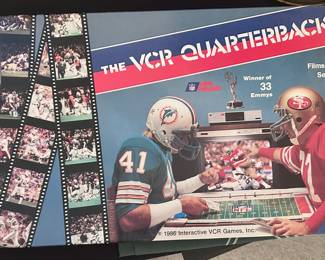 THE VCR QUARTERBACK
Winner of
33
Emmys
Films
Se
41
© 1986 Interactive VCR Games, Inc.